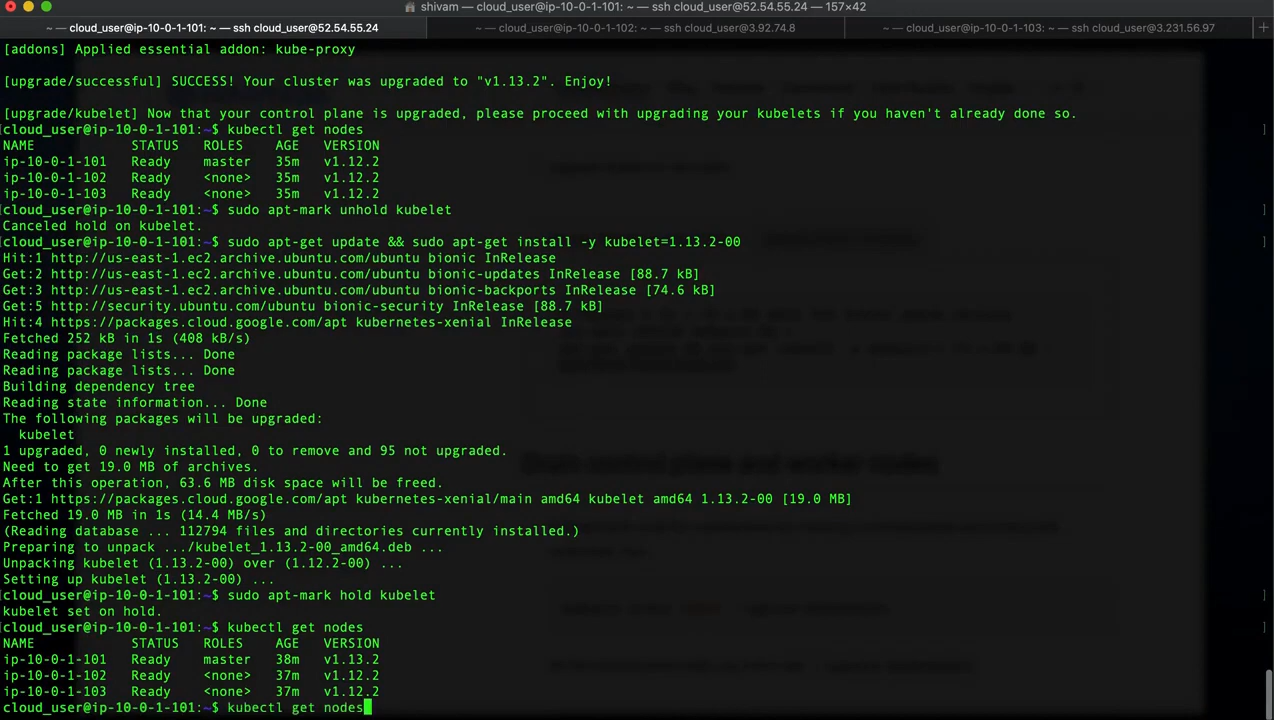 shivam — cloud_user@ip-10-0-1-101: ~ — ssh cloud_user@52.54.55.24 — 157×42
~ — cloud_user@ip-10-0-1-101: ~ — ssh cloud_user@52.54.55.24
~ — cloud_user@ip-10-0-1-102: ~ — ssh cloud_user@3.92.74.8
~ — cloud_user@ip-10-0-1-103: ~ — ssh cloud_user@3.231.56.97
[addons] Applied essential addon: kube-proxy
[upgrade/successful] SUCCESS! Your cluster was upgraded to "v1.13.2". Enjoy!
[upgrade/kubelet] Now that your control plane is upgraded, please proceed with upgrading your kubelets if you haven't already done so.
[cloud_user@ip-10-0-1-101:~$ kubectl get nodes ]
NAME STATUS ROLES AGE VERSION
ip-10-0-1-101 Ready master 35m v1.12.2
ip-10-0-1-102 Ready <none> 35m v1.12.2
ip-10-0-1-103 Ready <none> 35m v1.12.2
[cloud_user@ip-10-0-1-101:~$ sudo apt-mark unhold kubelet ]
Canceled hold on kubelet.
[cloud_user@ip-10-0-1-101:~$ sudo apt-get update && sudo apt-get install -y kubelet=1.13.2-00 ]
Hit:1 http://us-east-1.ec2.archive.ubuntu.com/ubuntu bionic InRelease
Get:2 http://us-east-1.ec2.archive.ubuntu.com/ubuntu bionic-updates InRelease [88.7 kB]
Get:3 http://us-east-1.ec2.archive.ubuntu.com/ubuntu bionic-backports InRelease [74.6 kB]
Get:5 http://security.ubuntu.com/ubuntu bionic-security InRelease [88.7 kB]
Hit:4 https://packages.cloud.google.com/apt kubernetes-xenial InRelease
Fetched 252 kB in 1s (408 kB/s)
Reading package lists... Done
Reading package lists... Done
Building dependency tree
Reading state information... Done
The following packages will be upgraded:
kubelet
1 upgraded, 0 newly installed, 0 to remove and 95 not upgraded.
Need to get 19.0 MB of archives.
After this operation, 63.6 MB disk space will be freed.
Get:1 https://packages.cloud.google.com/apt kubernetes-xenial/main amd64 kubelet amd64 1.13.2-00 [19.0 MB]
Fetched 19.0 MB in 1s (14.4 MB/s)
(Reading database ... 112794 files and directories currently installed.)
Preparing to unpack .../kubelet_1.13.2-00_amd64.deb ...
Unpacking kubelet (1.13.2-00) over (1.12.2-00) ...
Setting up kubelet (1.13.2-00) ...
[cloud_user@ip-10-0-1-101:~$ sudo apt-mark hold kubelet ]
kubelet set on hold.
[cloud_user@ip-10-0-1-101:~$ kubectl get nodes ]
NAME STATUS ROLES AGE VERSION
ip-10-0-1-101 Ready master 38m v1.13.2
ip-10-0-1-102 Ready <none> 37m v1.12.2
ip-10-0-1-103 Ready <none> 37m v1.12.2
cloud_user@ip-10-0-1-101:~$ kubectl get nodes